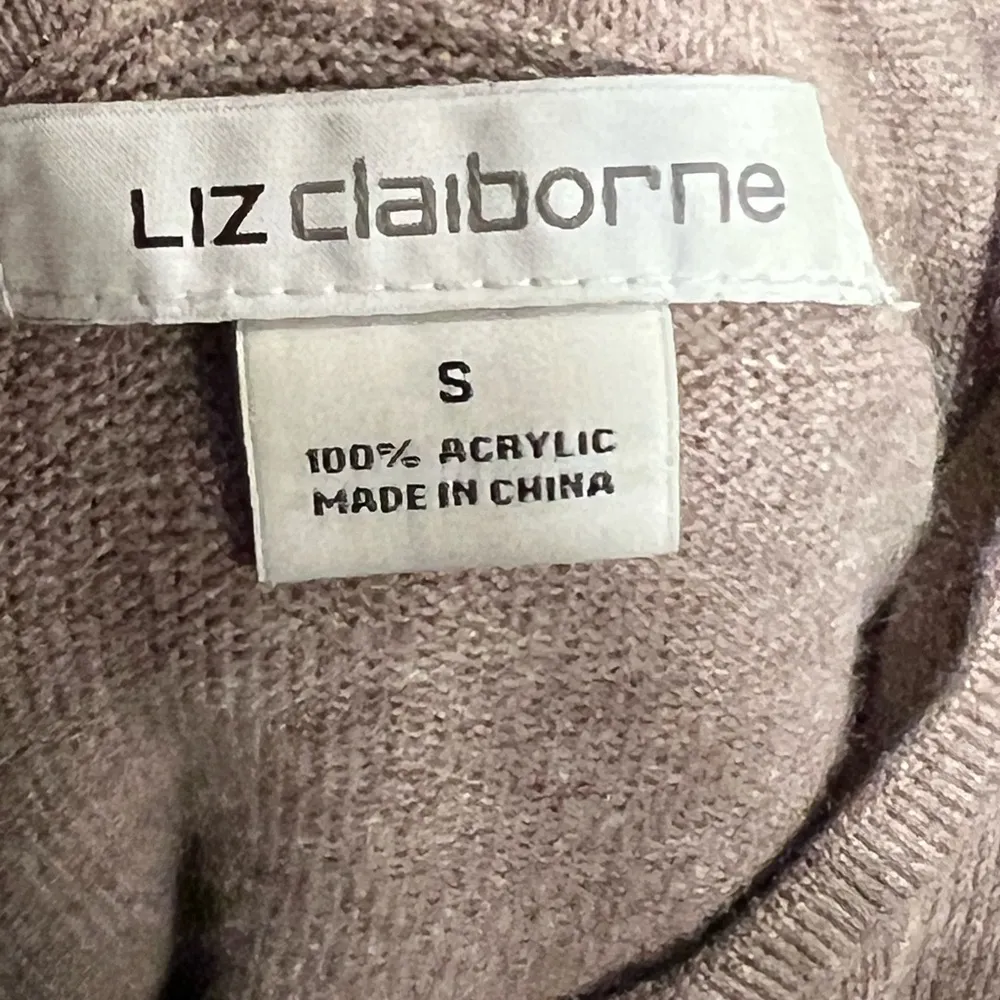 LIZ claiborne
S
100% ACRYLIC
MADE IN CHINA